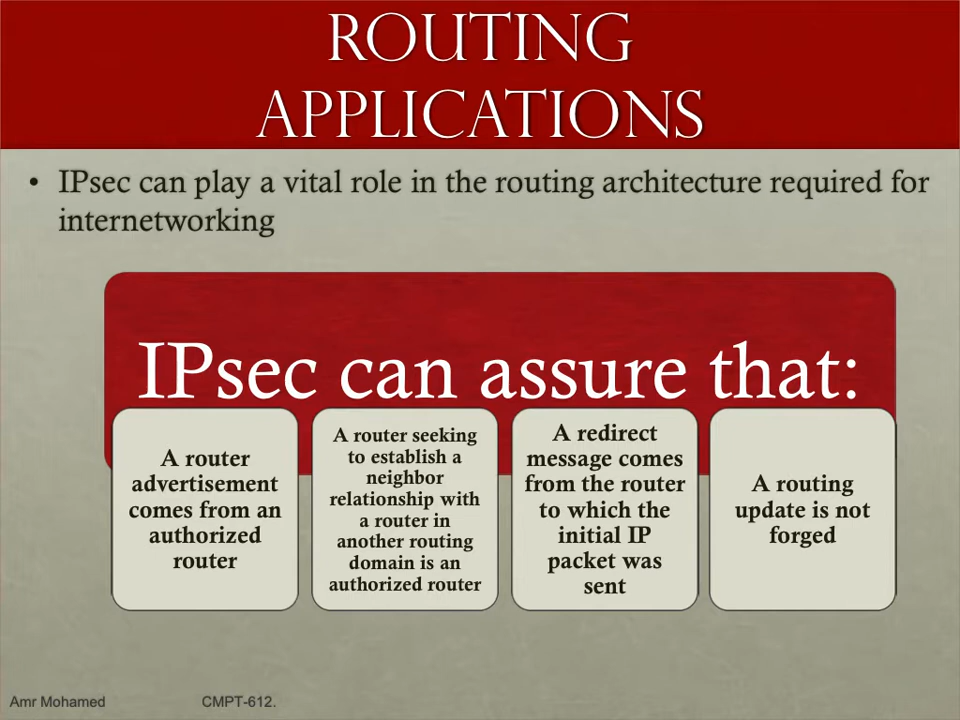 ROUTING
APPLICATIONS
• IPsec can play a vital role in the routing architecture required for
internetworking
IPsec can assure that:
A router
advertisement
comes from an
authorized
router
A router seeking
to establish a
neighbor
relationship with
a router in
another routing
domain is an
authorized router
A redirect
message comes
from the router
to which the
initial IP
packet was
sent
A routing
update is not
forged
Amr Mohamed
CMPT-612.